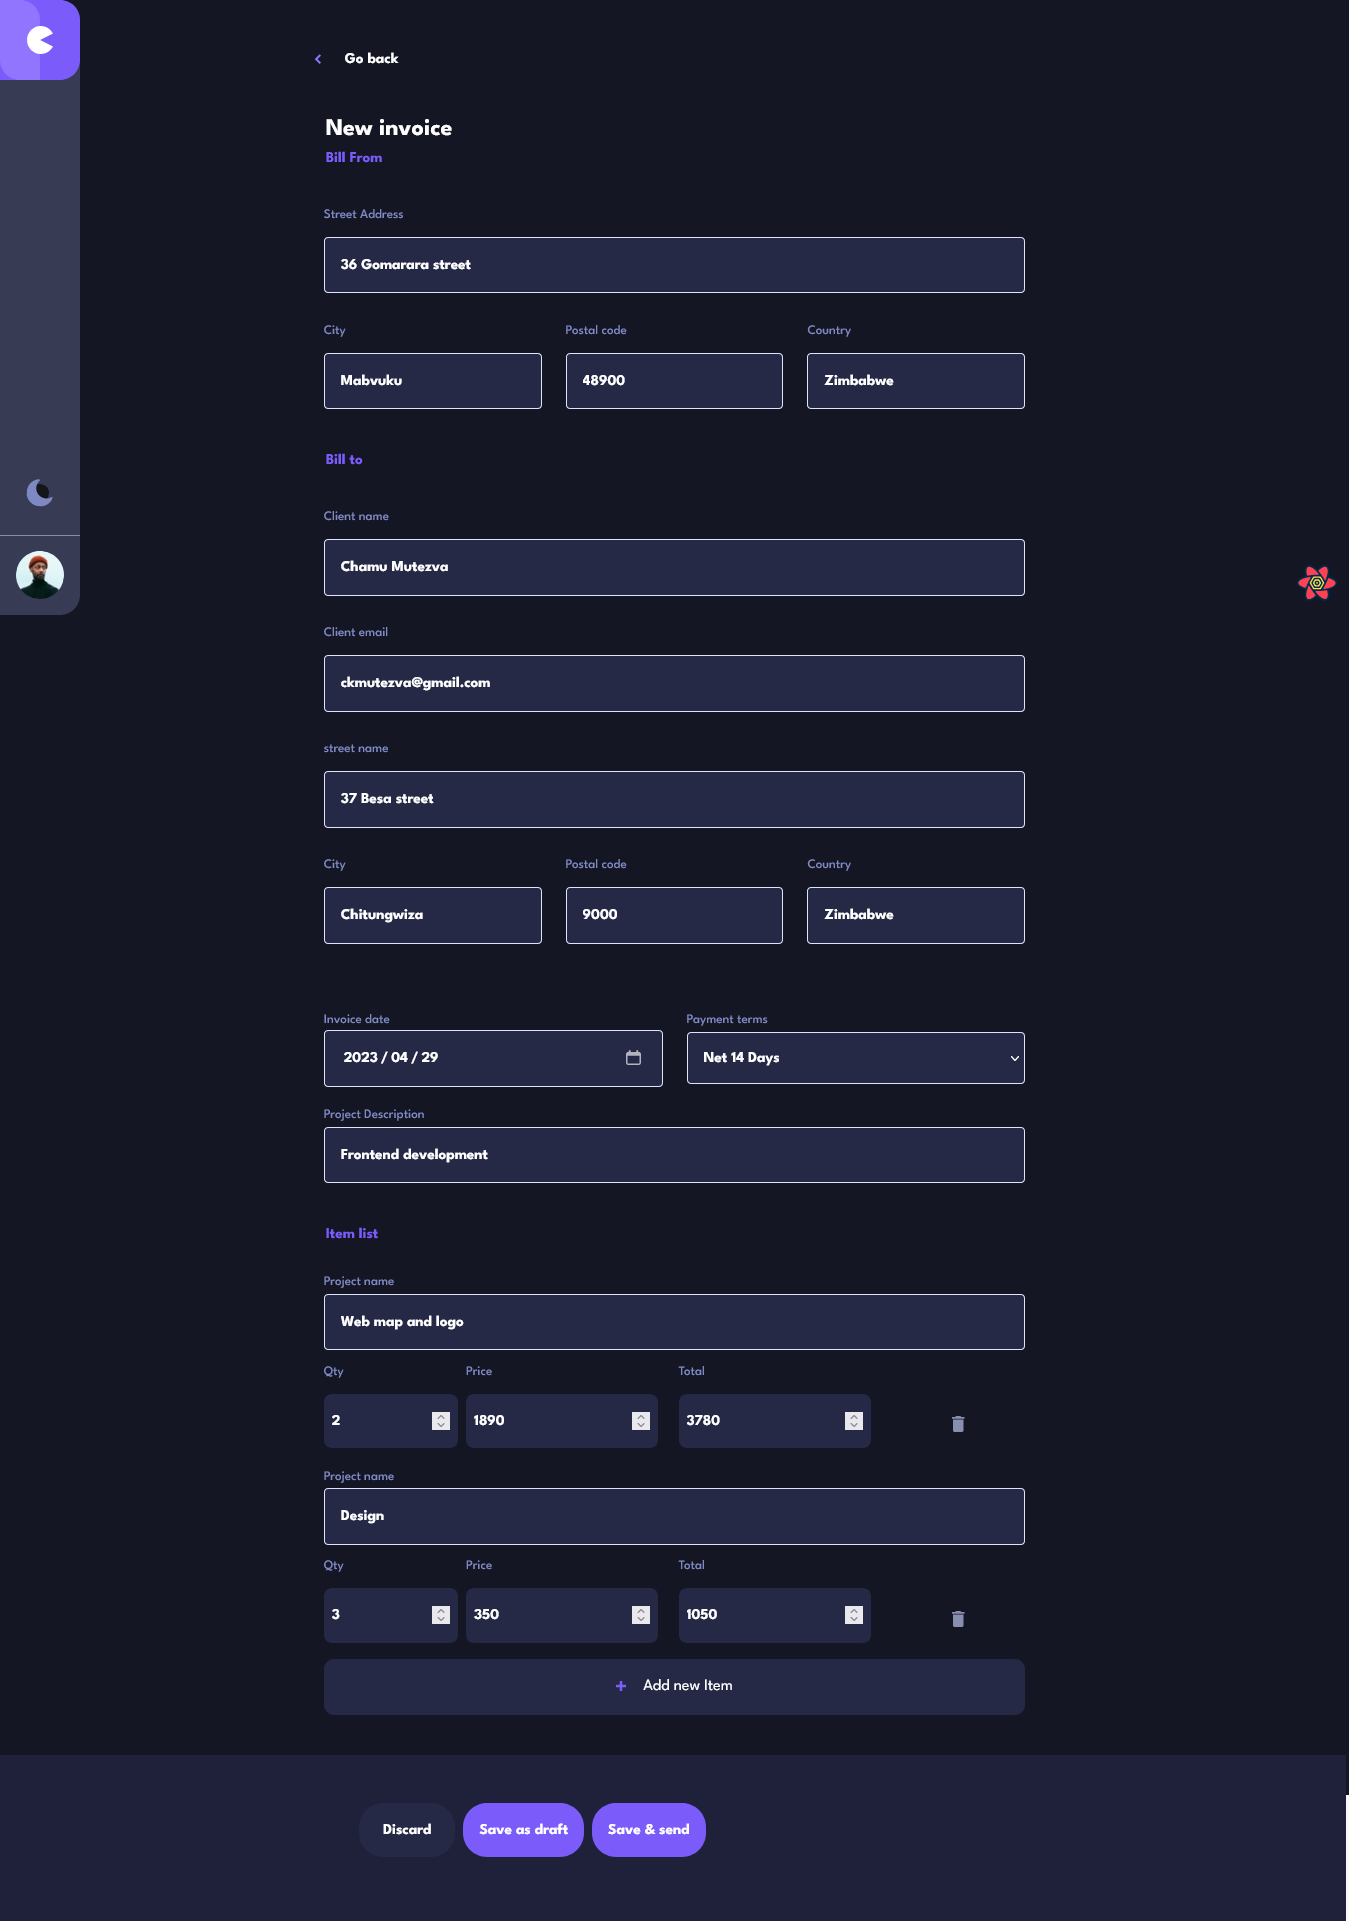 Go back
New invoice
Bill From
Street Address
36 Gomarara street
City Postal code Country
Mabvuku 48900 Zimbabwe
Bill to
Client name
Chamu Mutezva
Client email
ckmutezva@gmail.com
street name
37 Besa street
City Postal code Country
Chitungwiza 9000 Zimbabwe
Invoice date Payment terms
2023 / 04 / 29 Net 14 Days
Project Description
Frontend development
Item list
Project name
Web map and logo
Qty Price Total
2 1890 3780
Project name
Design
Qty Price Total
3 350 1050
+ Add new Item
Discard Save as draft Save & send